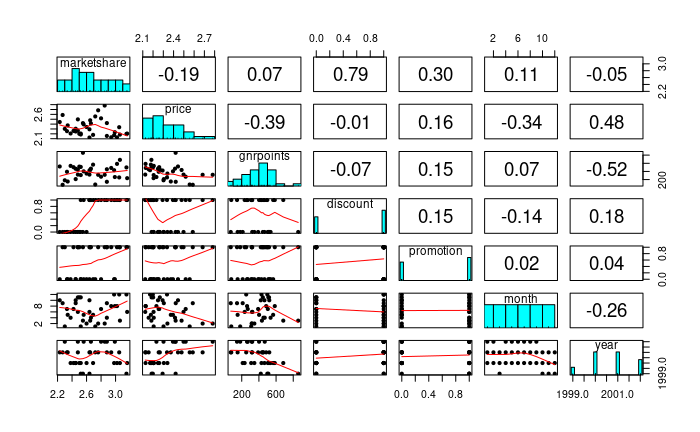 2.1 2.4 2.7 0.0 0.4 0.8 2 6 10
marketshare -0.19 0.07 0.79 0.30 0.11 -0.05 2.2 3.0
2.1 2.6 price -0.39 -0.01 0.16 -0.34 0.48
gnrpoints -0.07 0.15 0.07 -0.52 200
0.0 0.8 discount 0.15 -0.14 0.18
promotion 0.02 0.04 0.0 0.8
2 8 month -0.26
year 1999.0
2.2 2.6 3.0 200 600 0.0 0.4 0.8 1999.0 2001.0